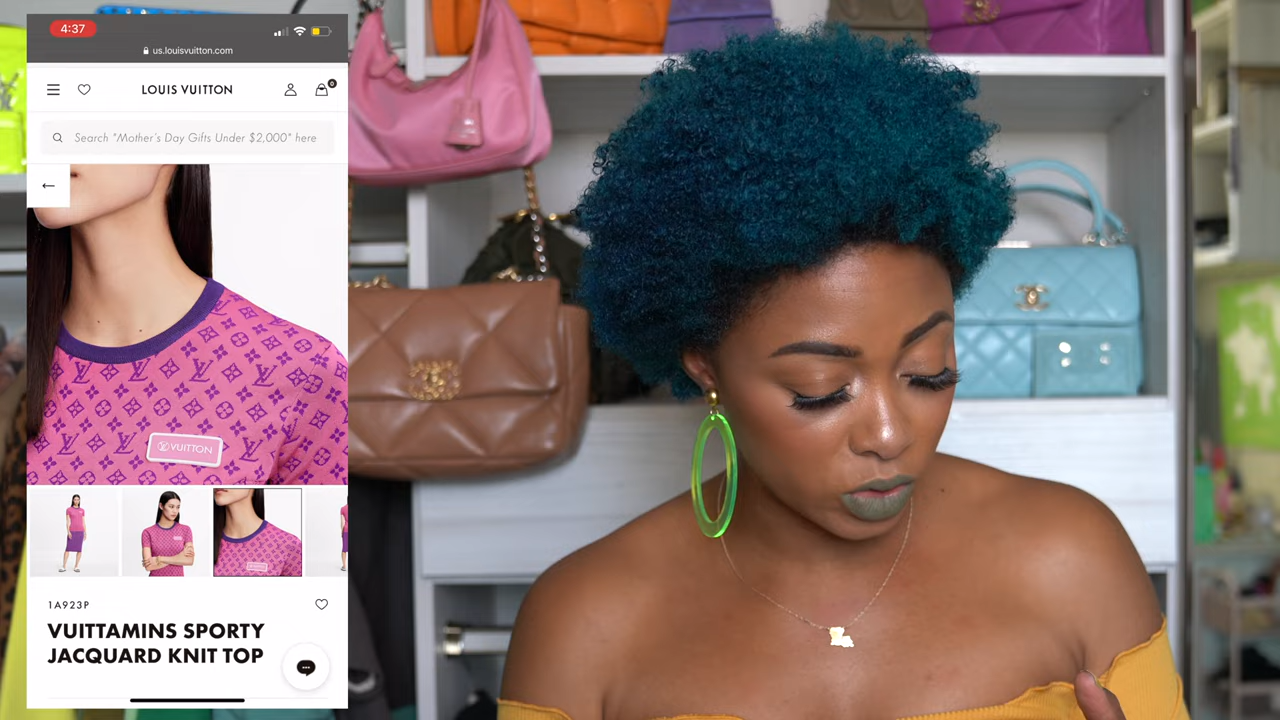 4:37
us.louisvuitton.com
LOUIS VUITTON
0
Search "Mother's Day Gifts Under $2,000" here
VUITTON
1A923P
VUITTAMINS SPORTY
JACQUARD KNIT TOP